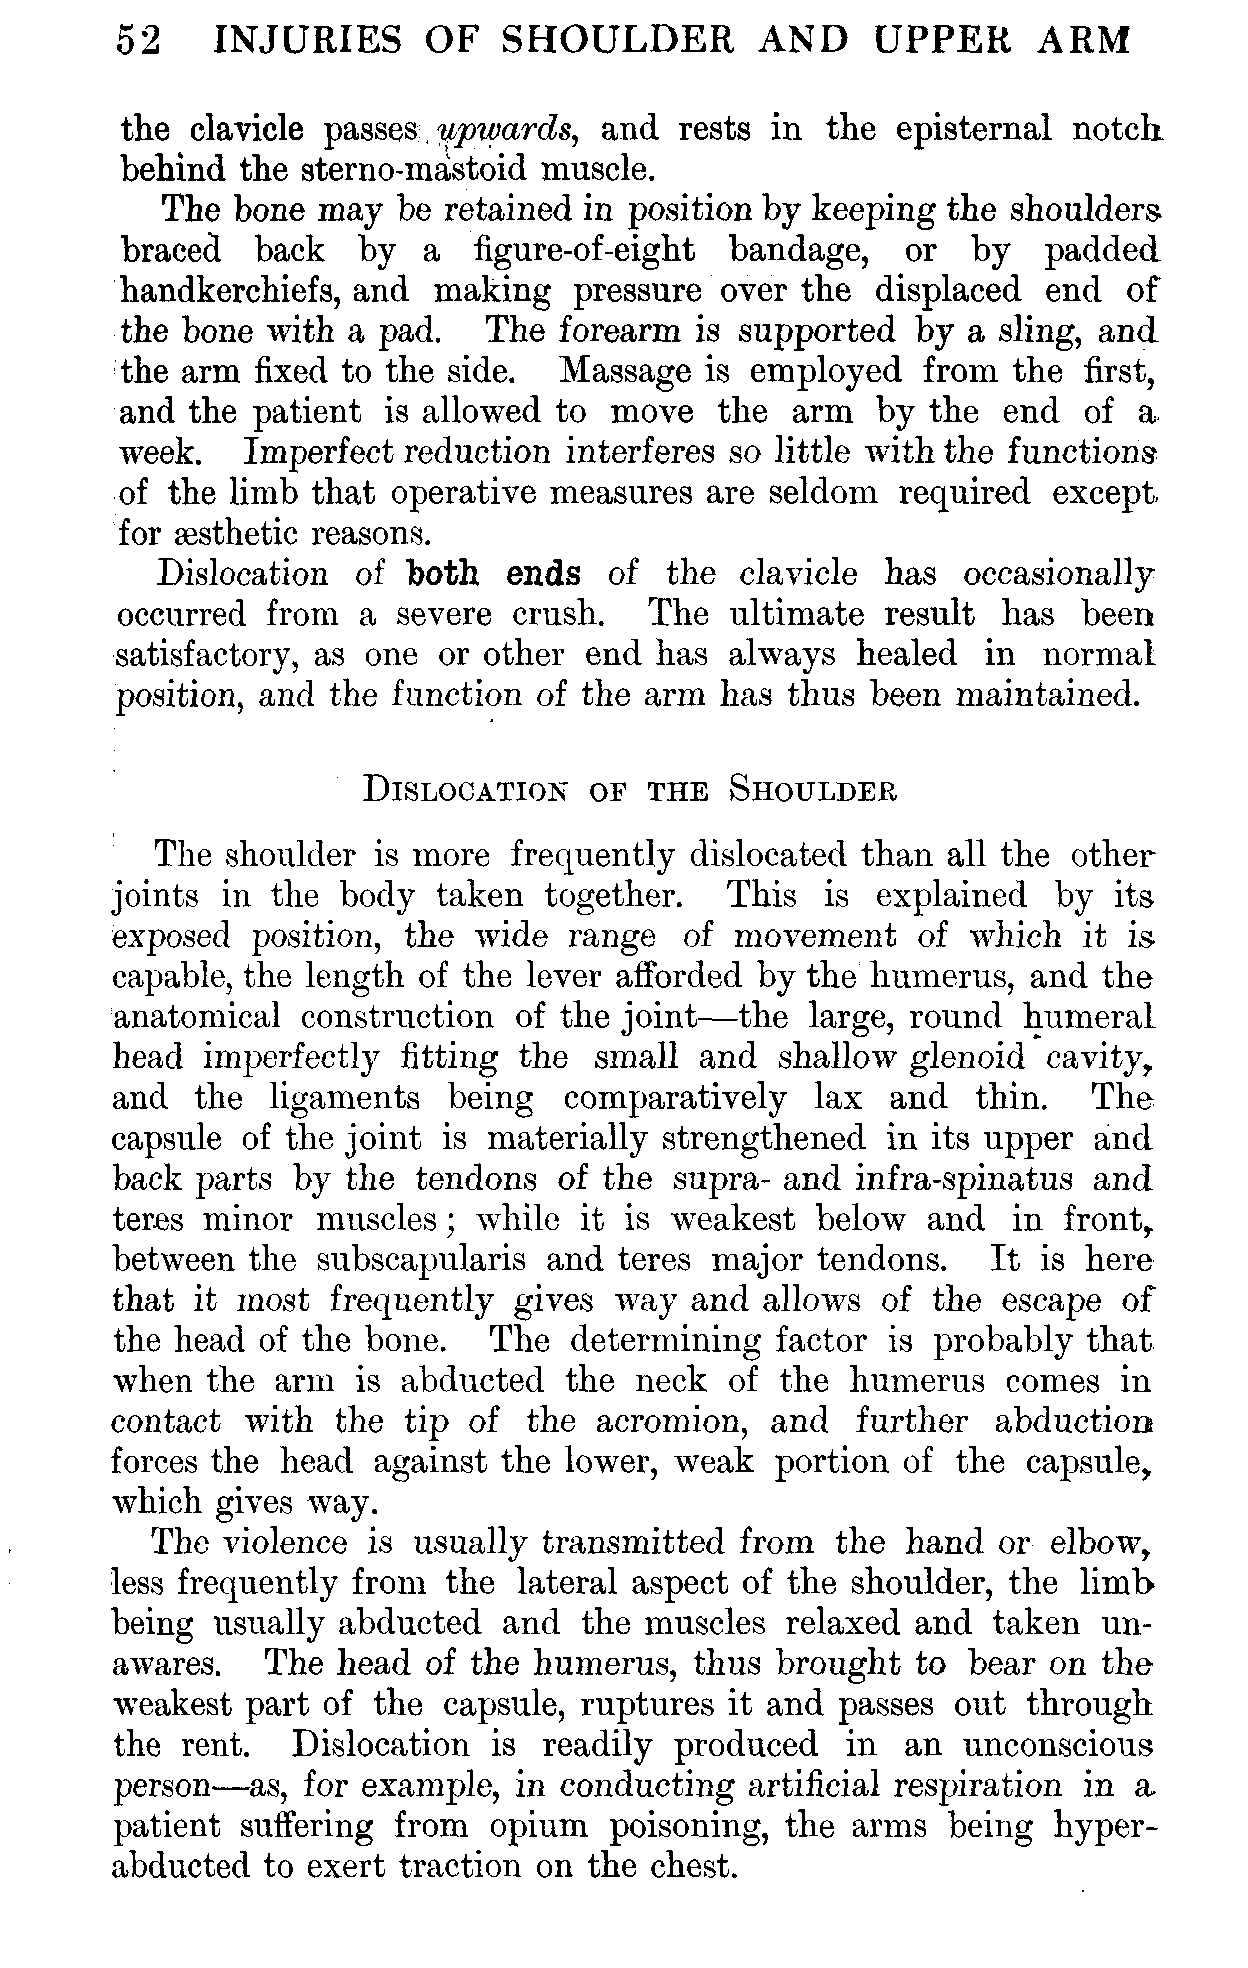 52 INJURIES OF SHOULDER AND UPPER ARM
the clavicle passes upwards, and rests in the episternal notch
behind the sterno-mastoid muscle.
The bone may be retained in position by keeping the shoulders
braced back by a figure-of-eight bandage, or by padded
handkerchiefs, and making pressure over the displaced end of
the bone with a pad. The forearm is supported by a sling, and
the arm fixed to the side. Massage is employed from the first,
and the patient is allowed to move the arm by the end of a
week. Imperfect reduction interferes so little with the functions
of the limb that operative measures are seldom required except
for æsthetic reasons.
Dislocation of both ends of the clavicle has occasionally
occurred from a severe crush. The ultimate result has been
satisfactory, as one or other end has always healed in normal
position, and the function of the arm has thus been maintained.
DISLOCATION OF THE SHOULDER
The shoulder is more frequently dislocated than all the other
joints in the body taken together. This is explained by its
exposed position, the wide range of movement of which it is
capable, the length of the lever afforded by the humerus, and the
anatomical construction of the joint—the large, round humeral
head imperfectly fitting the small and shallow glenoid cavity,
and the ligaments being comparatively lax and thin. The
capsule of the joint is materially strengthened in its upper and
back parts by the tendons of the supra- and infra-spinatus and
teres minor muscles; while it is weakest below and in front,
between the subscapularis and teres major tendons. It is here
that it most frequently gives way and allows of the escape of
the head of the bone. The determining factor is probably that
when the arm is abducted the neck of the humerus comes in
contact with the tip of the acromion, and further abduction
forces the head against the lower, weak portion of the capsule,
which gives way.
The violence is usually transmitted from the hand or elbow,
less frequently from the lateral aspect of the shoulder, the limb
being usually abducted and the muscles relaxed and taken un-
awares. The head of the humerus, thus brought to bear on the
weakest part of the capsule, ruptures it and passes out through
the rent. Dislocation is readily produced in an unconscious
person—as, for example, in conducting artificial respiration in a
patient suffering from opium poisoning, the arms being hyper-
abducted to exert traction on the chest.